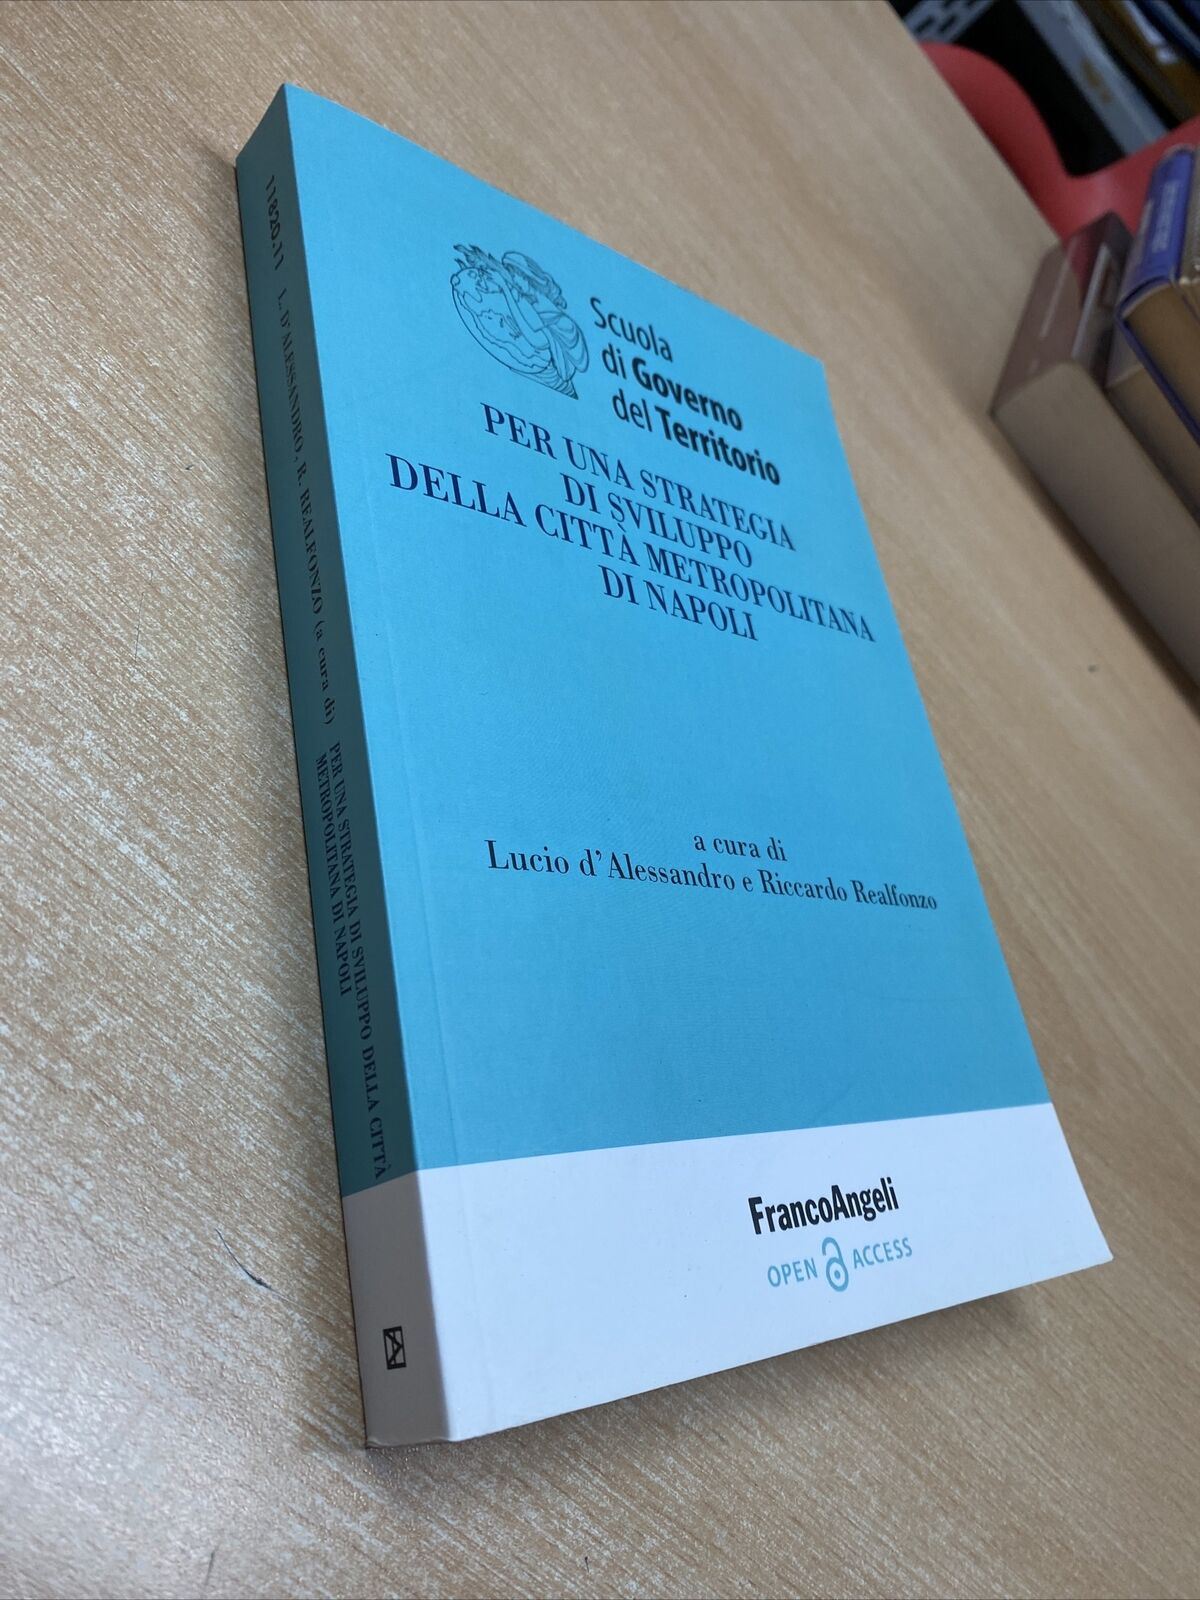 Scuola
di Governo
del Territorio
PER UNA STRATEGIA
DI SVILUPPO
DELLA CITTÀ METROPOLITANA
DI NAPOLI
a cura di
Lucio d'Alessandro e Riccardo Realfonzo
FrancoAngeli
OPEN ACCESS
11820.11 L. D'ALESSANDRO, R. REALFONZO (a cura di) PER UNA STRATEGIA DI SVILUPPO DELLA CITTÀ
METROPOLITANA DI NAPOLI